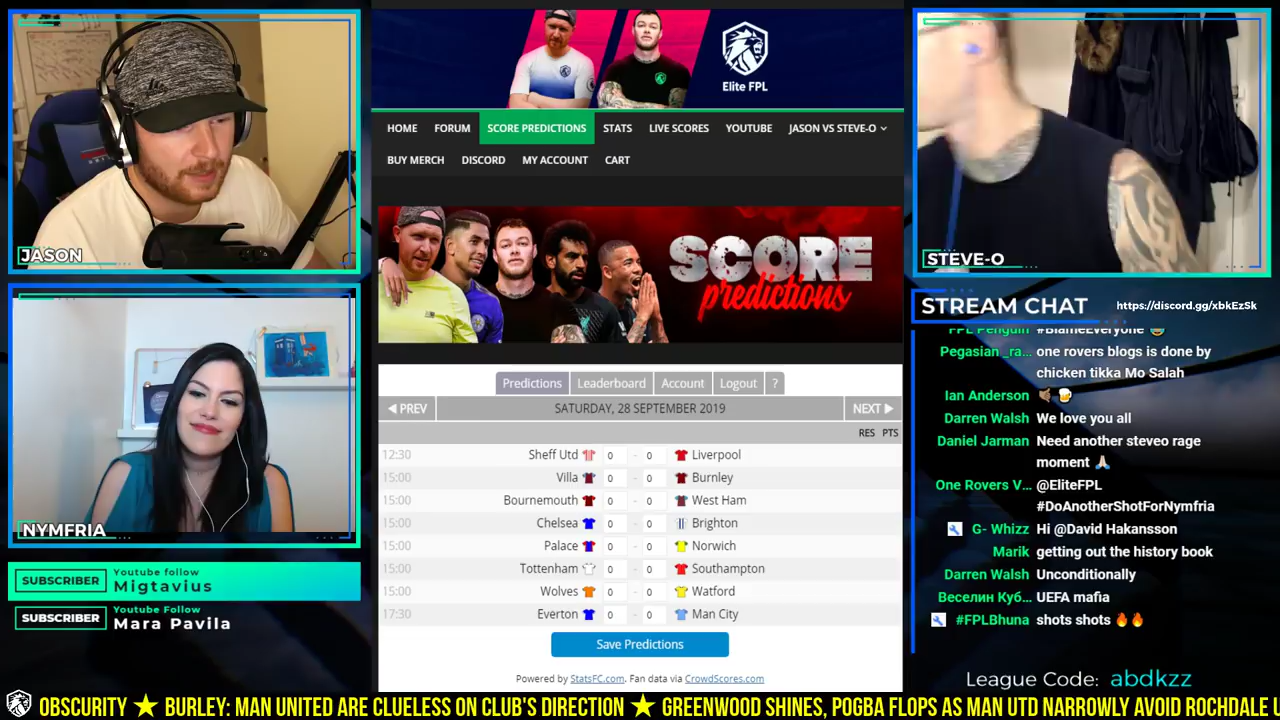 JASON
NYMFRIA
SUBSCRIBER
Youtube follow
Migtavius
SUBSCRIBER
Youtube Follow
Mara Pavila
Elite FPL
HOME FORUM SCORE PREDICTIONS STATS LIVE SCORES YOUTUBE JASON VS STEVE-O
BUY MERCH DISCORD MY ACCOUNT CART
SCORE
predictions
Predictions Leaderboard Account Logout ?
PREV SATURDAY, 28 SEPTEMBER 2019 NEXT
RES PTS
12:30 Sheff Utd 0 - 0 Liverpool
15:00 Villa 0 - 0 Burnley
15:00 Bournemouth 0 - 0 West Ham
15:00 Chelsea 0 - 0 Brighton
15:00 Palace 0 - 0 Norwich
15:00 Tottenham 0 - 0 Southampton
15:00 Wolves 0 - 0 Watford
17:30 Everton 0 - 0 Man City
Save Predictions
Powered by StatsFC.com. Fan data via CrowdScores.com
STEVE-O
STREAM CHAT https://discord.gg/xbkEzSk
FPL Penguin #BlameEveryone
Pegasian_ra... one rovers blogs is done by
chicken tikka Mo Salah
Ian Anderson
Darren Walsh We love you all
Daniel Jarman Need another steveo rage
moment
One Rovers V... @EliteFPL
#DoAnotherShotForNymfria
G- Whizz Hi @David Hakansson
Marik getting out the history book
Darren Walsh Unconditionally
Веселин Куб... UEFA mafia
#FPLBhuna shots shots
League Code: abdkzz
OBSCURITY ★ BURLEY: MAN UNITED ARE CLUELESS ON CLUB'S DIRECTION ★ GREENWOOD SHINES, POGBA FLOPS AS MAN UTD NARROWLY AVOID ROCHDALE U